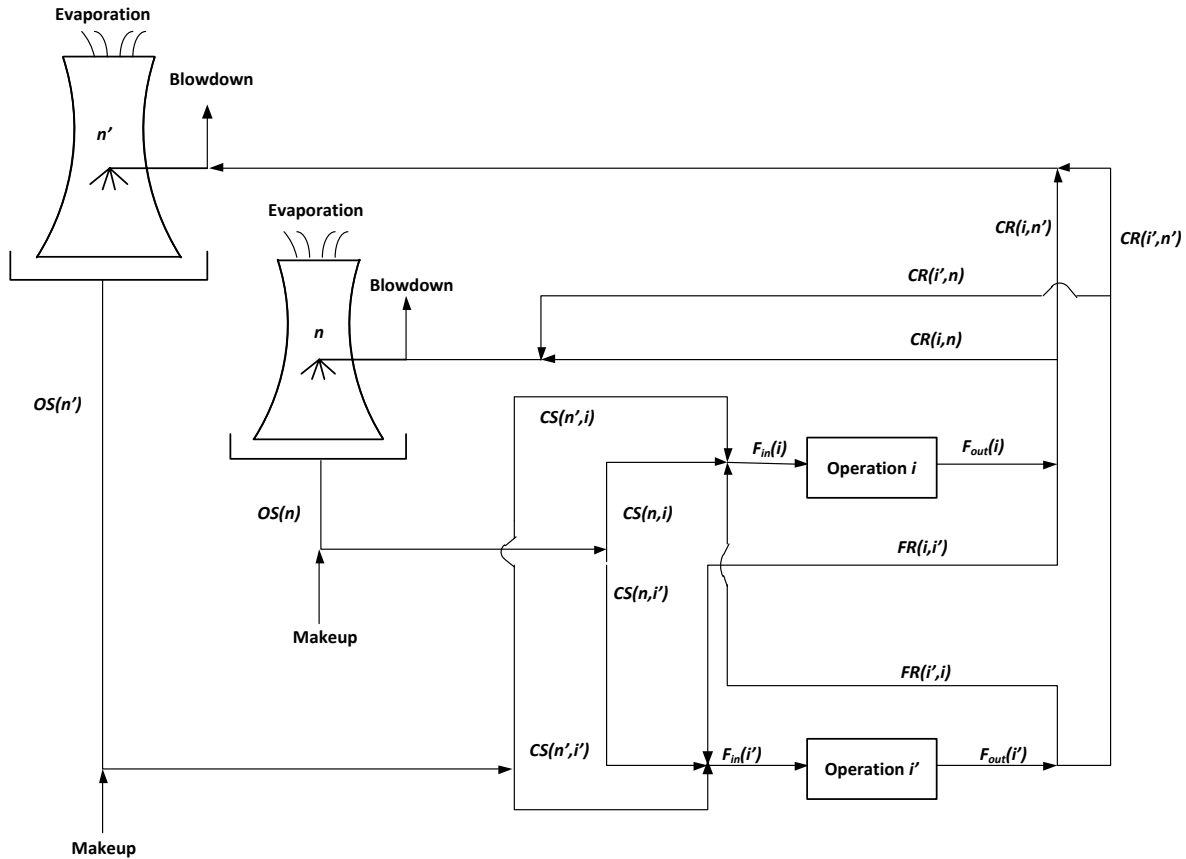 Evaporation
Blowdown
n'
Evaporation
CR(i,n')
CR(i',n')
Blowdown
CR(i',n)
n
CR(i,n)
OS(n')
CS(n',i)
F_in(i)
F_out(i)
Operation i
OS(n)
CS(n,i)
FR(i,i')
CS(n,i')
Makeup
FR(i',i)
CS(n',i')
F_in(i')
F_out(i')
Operation i'
Makeup